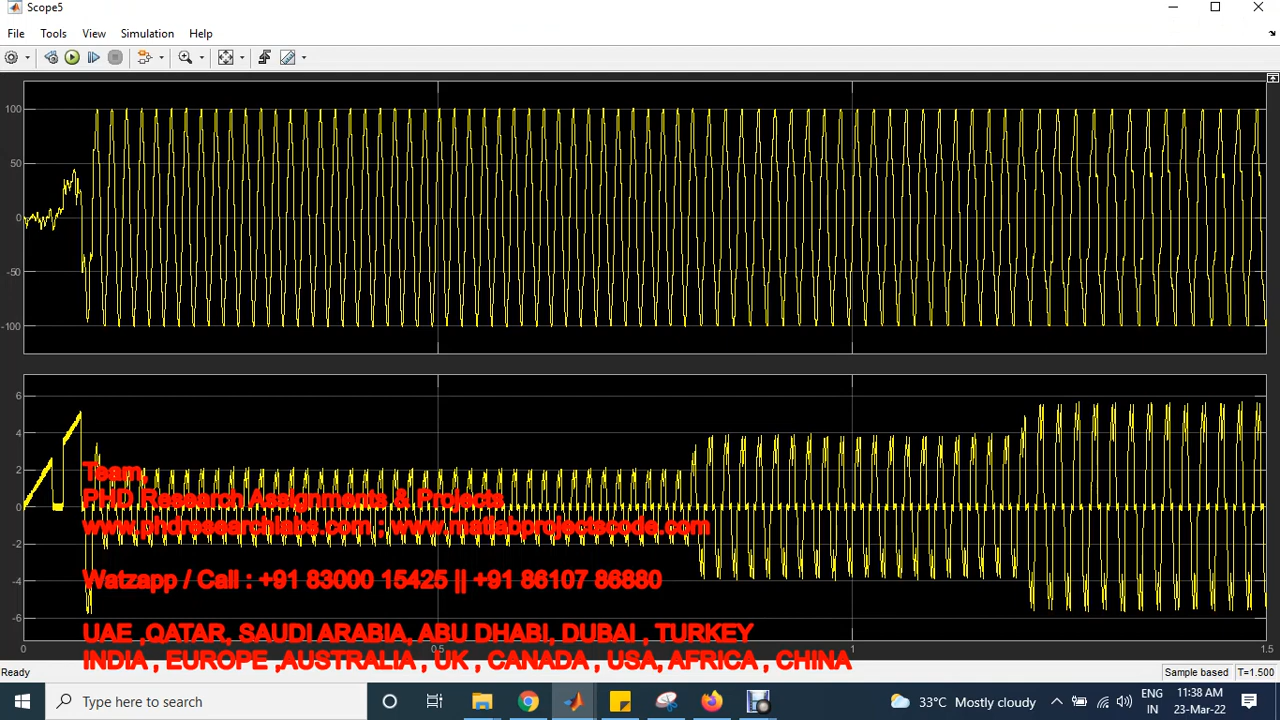 Scope5
File Tools View Simulation Help
100
50
0
-50
-100
6
4
2
0
-2
-4
-6
0 0.5 1 1.5
Team,
PHD Research Assignments & Projects
www.phdresearchlabs.com ; www.matlabprojectscode.com
Watzapp / Call : +91 83000 15425 || +91 86107 86880
UAE ,QATAR, SAUDI ARABIA, ABU DHABI, DUBAI , TURKEY
INDIA , EUROPE ,AUSTRALIA , UK , CANADA , USA, AFRICA , CHINA
Ready Sample based T=1.500
Type here to search
33°C Mostly cloudy
ENG
IN
11:38 AM
23-Mar-22